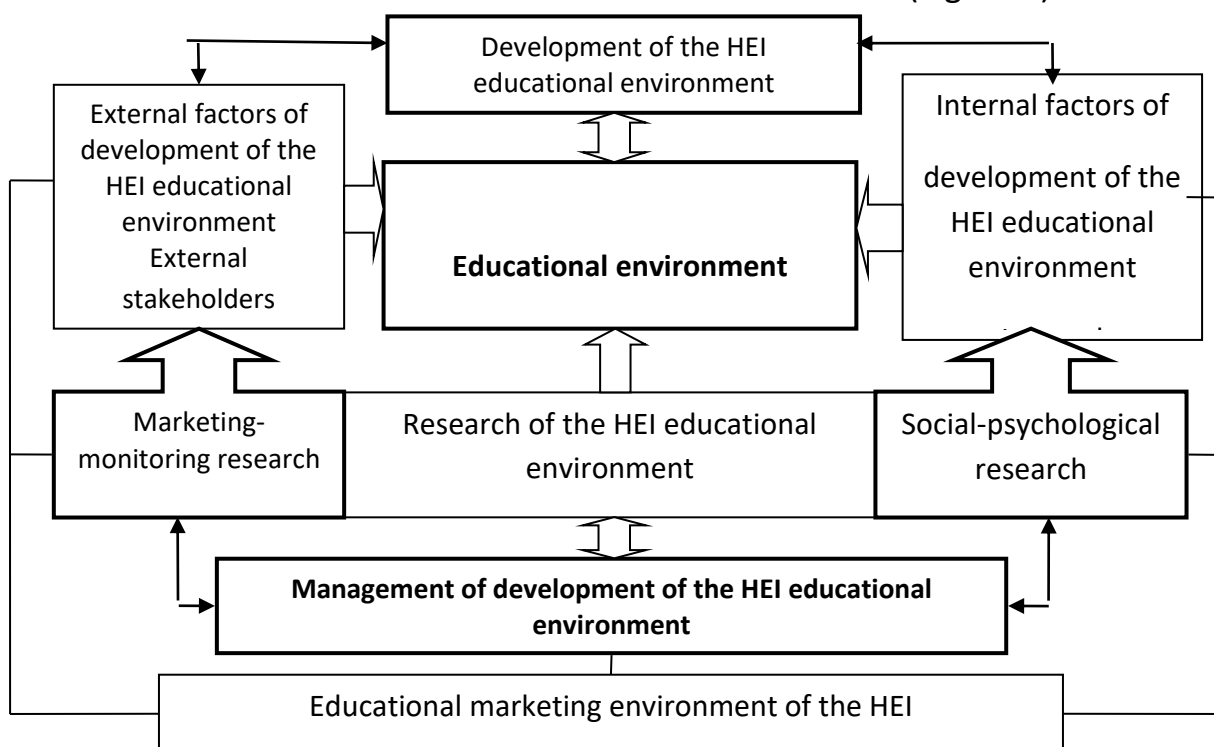 Development of the HEI
educational environment
External factors of
development of the
HEI educational
environment
External
stakeholders
Internal factors of
development of the
HEI educational
environment
Educational environment
Marketing-
monitoring research
Research of the HEI educational
environment
Social-psychological
research
Management of development of the HEI educational
environment
Educational marketing environment of the HEI